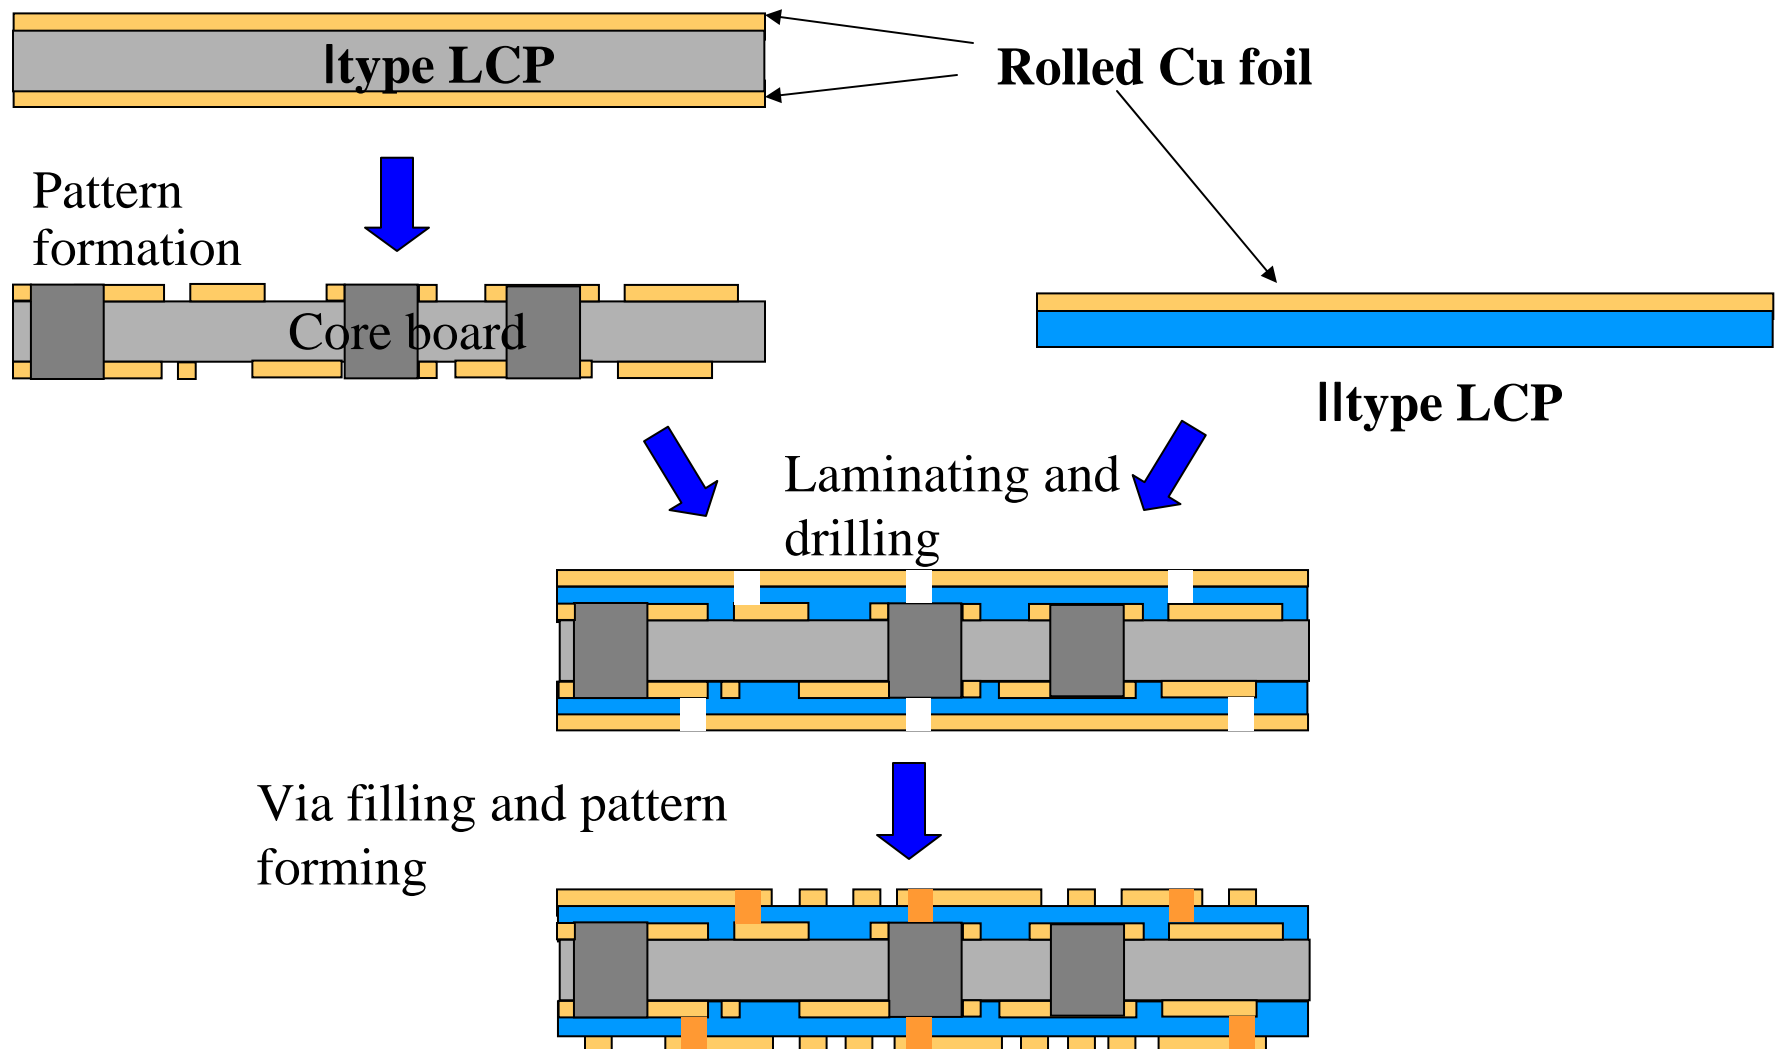 Ⅰtype LCP
Rolled Cu foil
Pattern
formation
Core board
Ⅱtype LCP
Laminating and
drilling
Via filling and pattern
forming